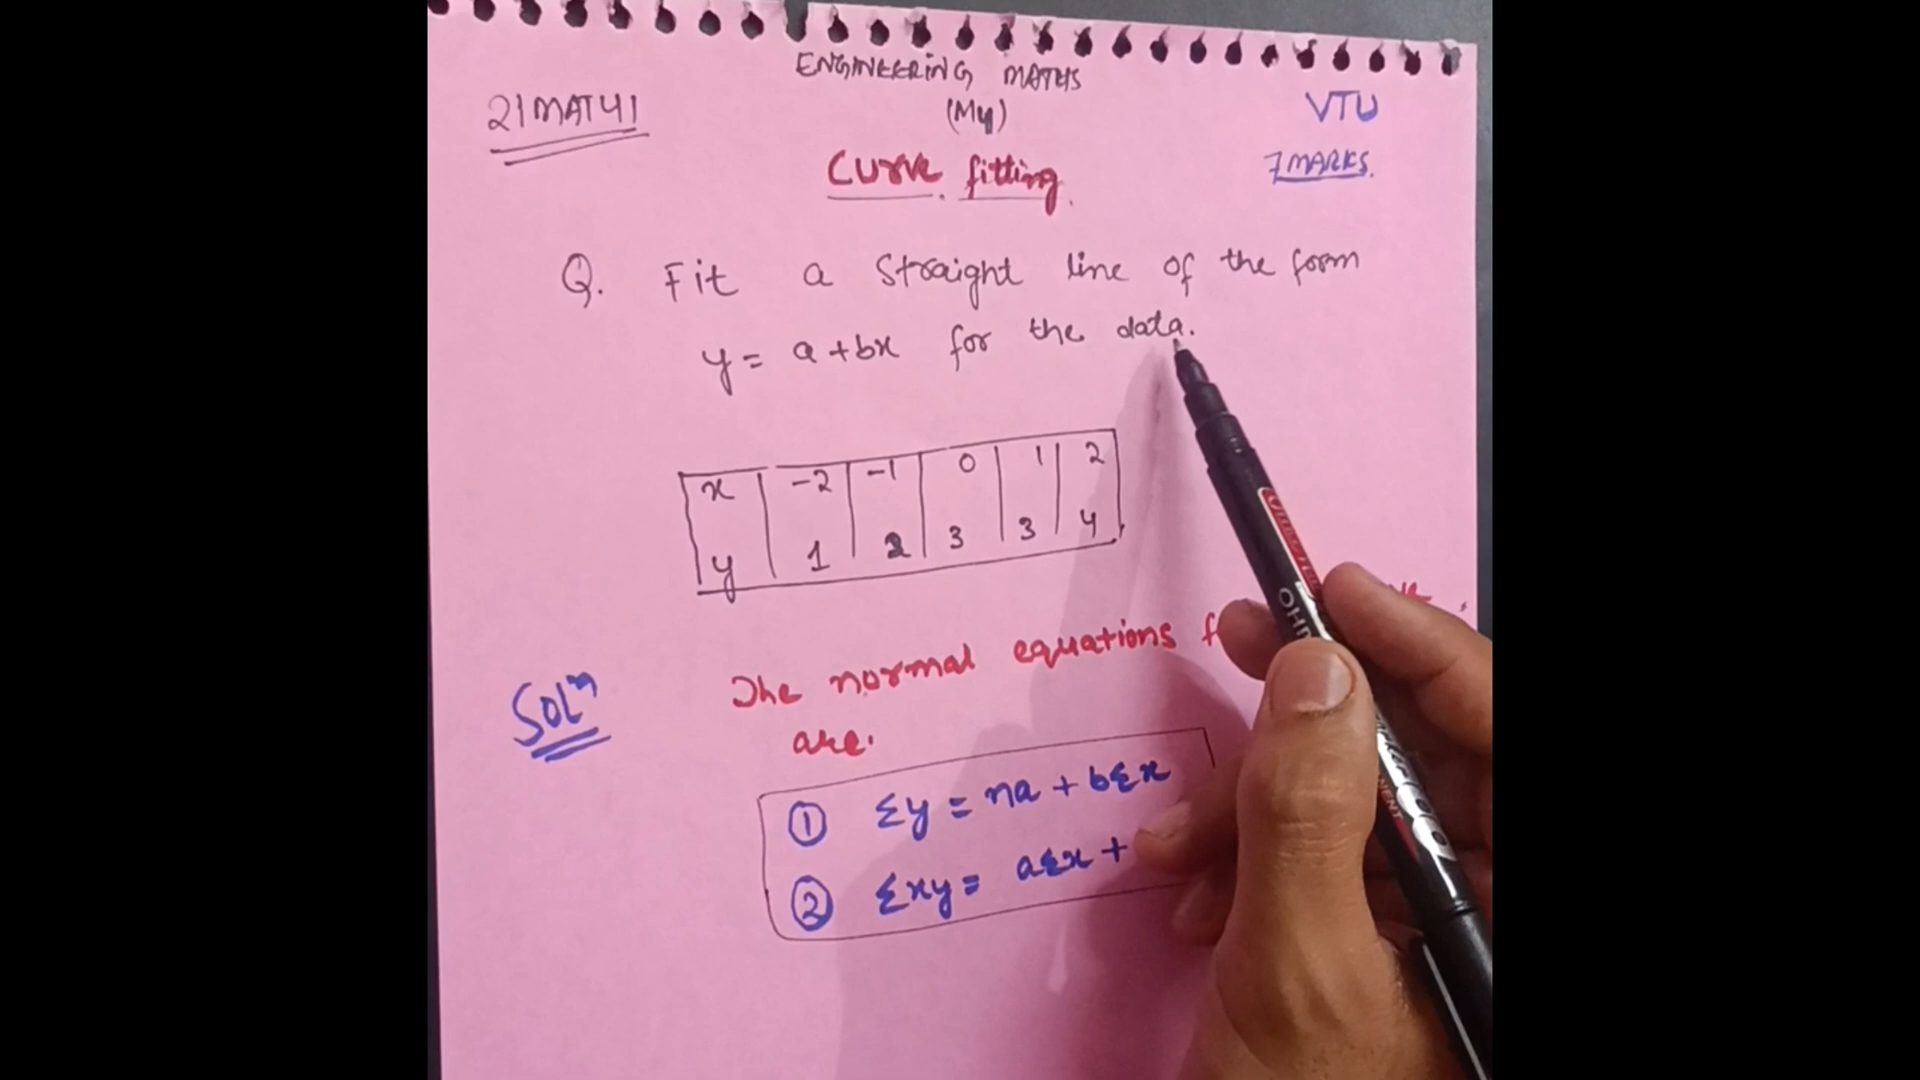 ENGINEERING MATHS
21MAT41
(M4)
VTU
Curve fitting.
7 MARKS.
Q. Fit a straight line of the form
y = a + bx for the data.
x -2 -1 0 1 2
y 1 2 3 3 4
Solⁿ
The normal equations
are.
① Σy = na + bΣx
② Σxy = aΣx +